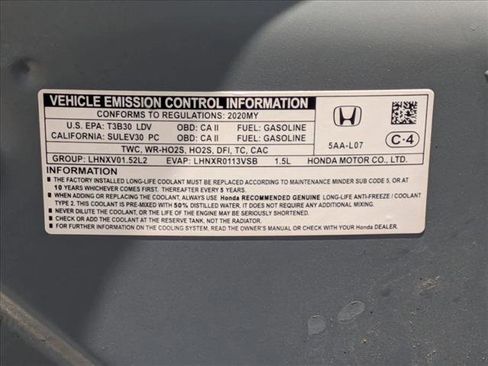 VEHICLE EMISSION CONTROL INFORMATION
CONFORMS TO REGULATIONS: 2020MY
U.S. EPA: T3B30 LDV OBD: CA II FUEL: GASOLINE
CALIFORNIA: SULEV30 PC OBD: CA II FUEL: GASOLINE
TWC, WR-HO2S, HO2S, DFI, TC, CAC
GROUP: LHNXV01.52L2 EVAP: LHNXR0113VSB 1.5L
5AA-L07
C-4
HONDA MOTOR CO., LTD.
INFORMATION
■ THE FACTORY INSTALLED LONG-LIFE COOLANT MUST BE REPLACED ACCORDING TO MAINTENANCE MINDER SUB CODE 5, OR AT
10 YEARS WHICHEVER COMES FIRST. THEREAFTER EVERY 5 YEARS.
■ WHEN ADDING OR REPLACING THE COOLANT, ALWAYS USE Honda RECOMMENDED GENUINE LONG-LIFE ANTI-FREEZE / COOLANT
TYPE 2. THIS COOLANT IS PRE-MIXED WITH 50% DISTILLED WATER. IT DOES NOT REQUIRE ANY ADDITIONAL MIXING.
■ NEVER DILUTE THE COOLANT, OR THE LIFE OF THE ENGINE MAY BE SERIOUSLY SHORTENED.
■ CHECK OR ADD THE COOLANT AT THE RESERVE TANK, NOT THE RADIATOR.
■ FOR FURTHER INFORMATION ON THE COOLING SYSTEM, READ THE OWNER'S MANUAL OR CHECK WITH YOUR Honda DEALER.